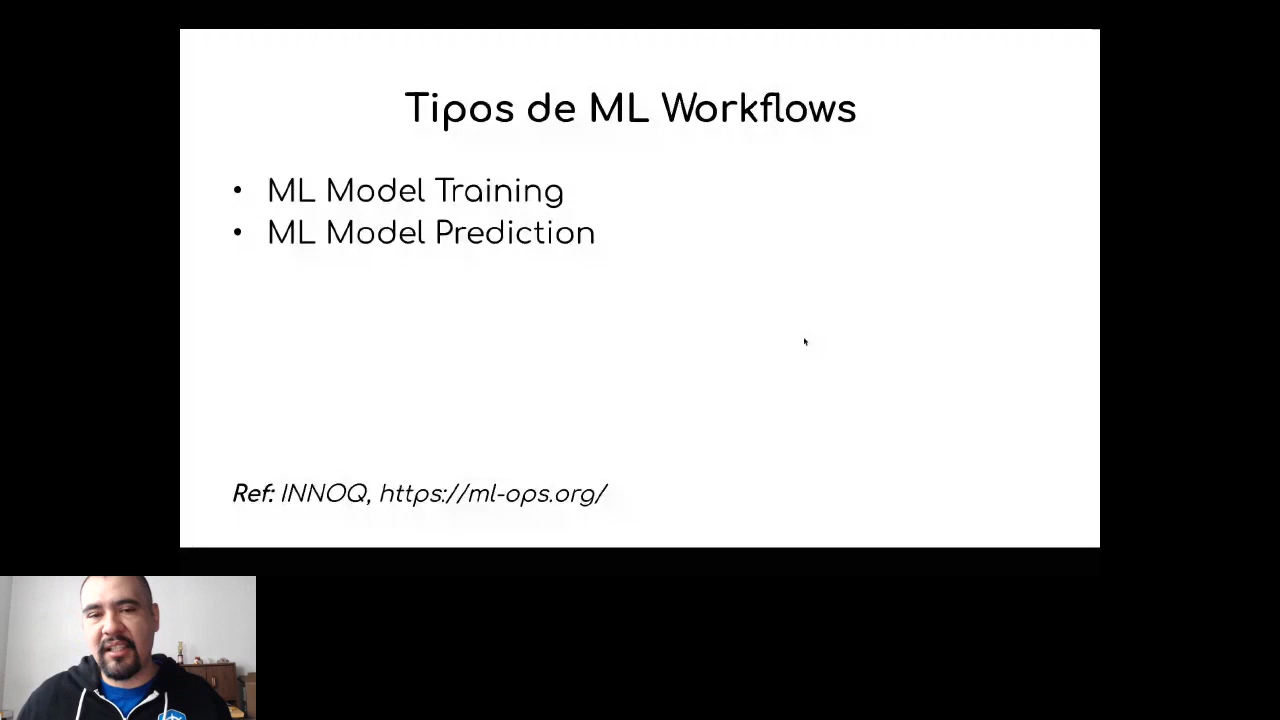 Tipos de ML Workflows
• ML Model Training
• ML Model Prediction
Ref: INNOQ, https://ml-ops.org/